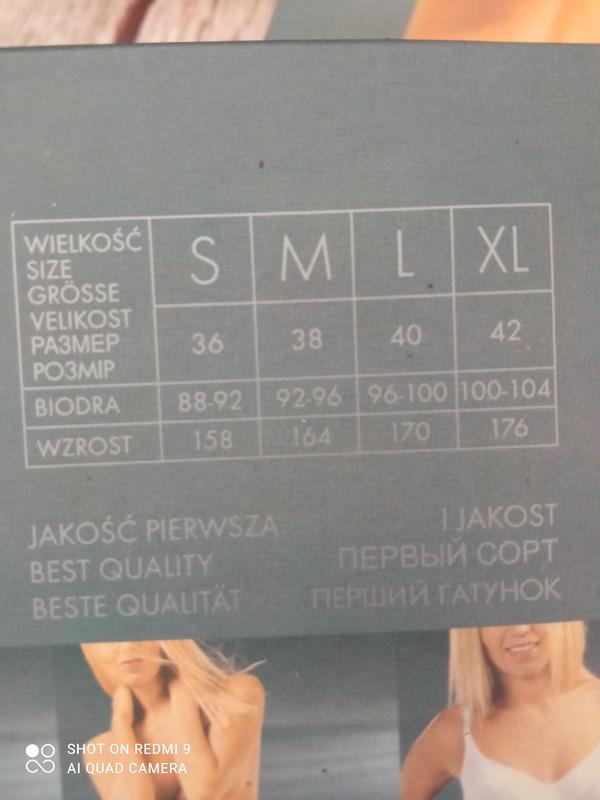 WIELKOŚĆ
SIZE
GRÖSSE
VELIKOST
РАЗМЕР
РОЗМІР
S M L XL
36 38 40 42
BIODRA 88-92 92-96 96-100 100-104
WZROST 158 164 170 176
JAKOŚĆ PIERWSZA
BEST QUALITY
BESTE QUALITÄT
I JAKOST
ПЕРВЫЙ СОРТ
ПЕРШИЙ ҐАТУНОК
SHOT ON REDMI 9
AI QUAD CAMERA